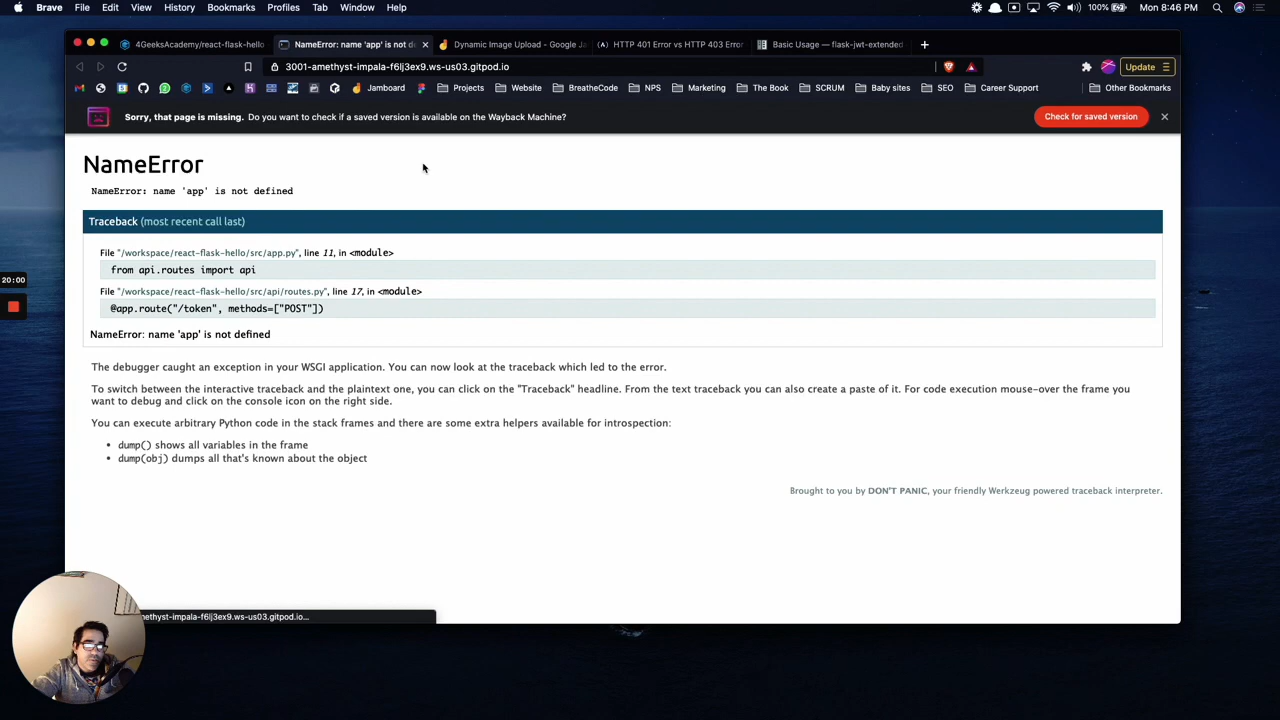 Brave File Edit View History Bookmarks Profiles Tab Window Help 100% Mon 8:46 PM
4GeeksAcademy/react-flask-hello NameError: name 'app' is not de Dynamic Image Upload - Google Ja HTTP 401 Error vs HTTP 403 Error Basic Usage — flask-jwt-extended
3001-amethyst-impala-f6lj3ex9.ws-us03.gitpod.io Update
Jamboard Projects Website BreatheCode NPS Marketing The Book SCRUM Baby sites SEO Career Support Other Bookmarks
Sorry, that page is missing. Do you want to check if a saved version is available on the Wayback Machine? Check for saved version
NameError
NameError: name 'app' is not defined
Traceback (most recent call last)
File "/workspace/react-flask-hello/src/app.py", line 11, in <module>
from api.routes import api
File "/workspace/react-flask-hello/src/api/routes.py", line 17, in <module>
@app.route("/token", methods=["POST"])
NameError: name 'app' is not defined
The debugger caught an exception in your WSGI application. You can now look at the traceback which led to the error.
To switch between the interactive traceback and the plaintext one, you can click on the "Traceback" headline. From the text traceback you can also create a paste of it. For code execution mouse-over the frame you
want to debug and click on the console icon on the right side.
You can execute arbitrary Python code in the stack frames and there are some extra helpers available for introspection:
• dump() shows all variables in the frame
• dump(obj) dumps all that's known about the object
Brought to you by DON'T PANIC, your friendly Werkzeug powered traceback interpreter.
20:00
methyst-impala-f6lj3ex9.ws-us03.gitpod.io...